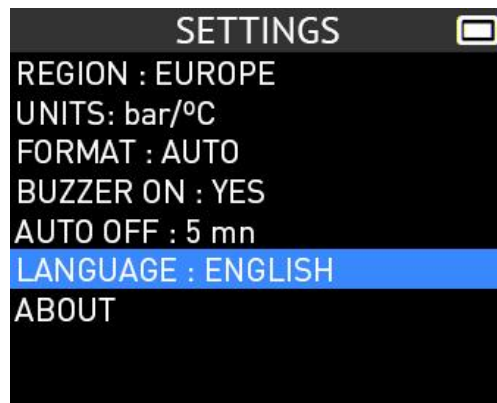 SETTINGS
REGION : EUROPE
UNITS: bar/ºC
FORMAT : AUTO
BUZZER ON : YES
AUTO OFF : 5 mn
LANGUAGE : ENGLISH
ABOUT